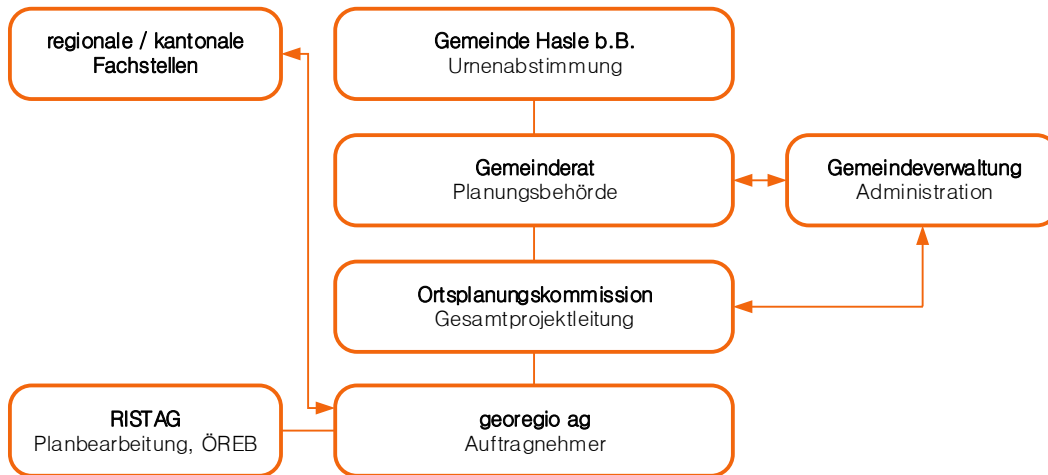 regionale / kantonale
Fachstellen
Gemeinde Hasle b.B.
Urnenabstimmung
Gemeinderat
Planungsbehörde
Gemeindeverwaltung
Administration
Ortsplanungskommission
Gesamtprojektleitung
RISTAG
Planbearbeitung, ÖREB
georegio ag
Auftragnehmer